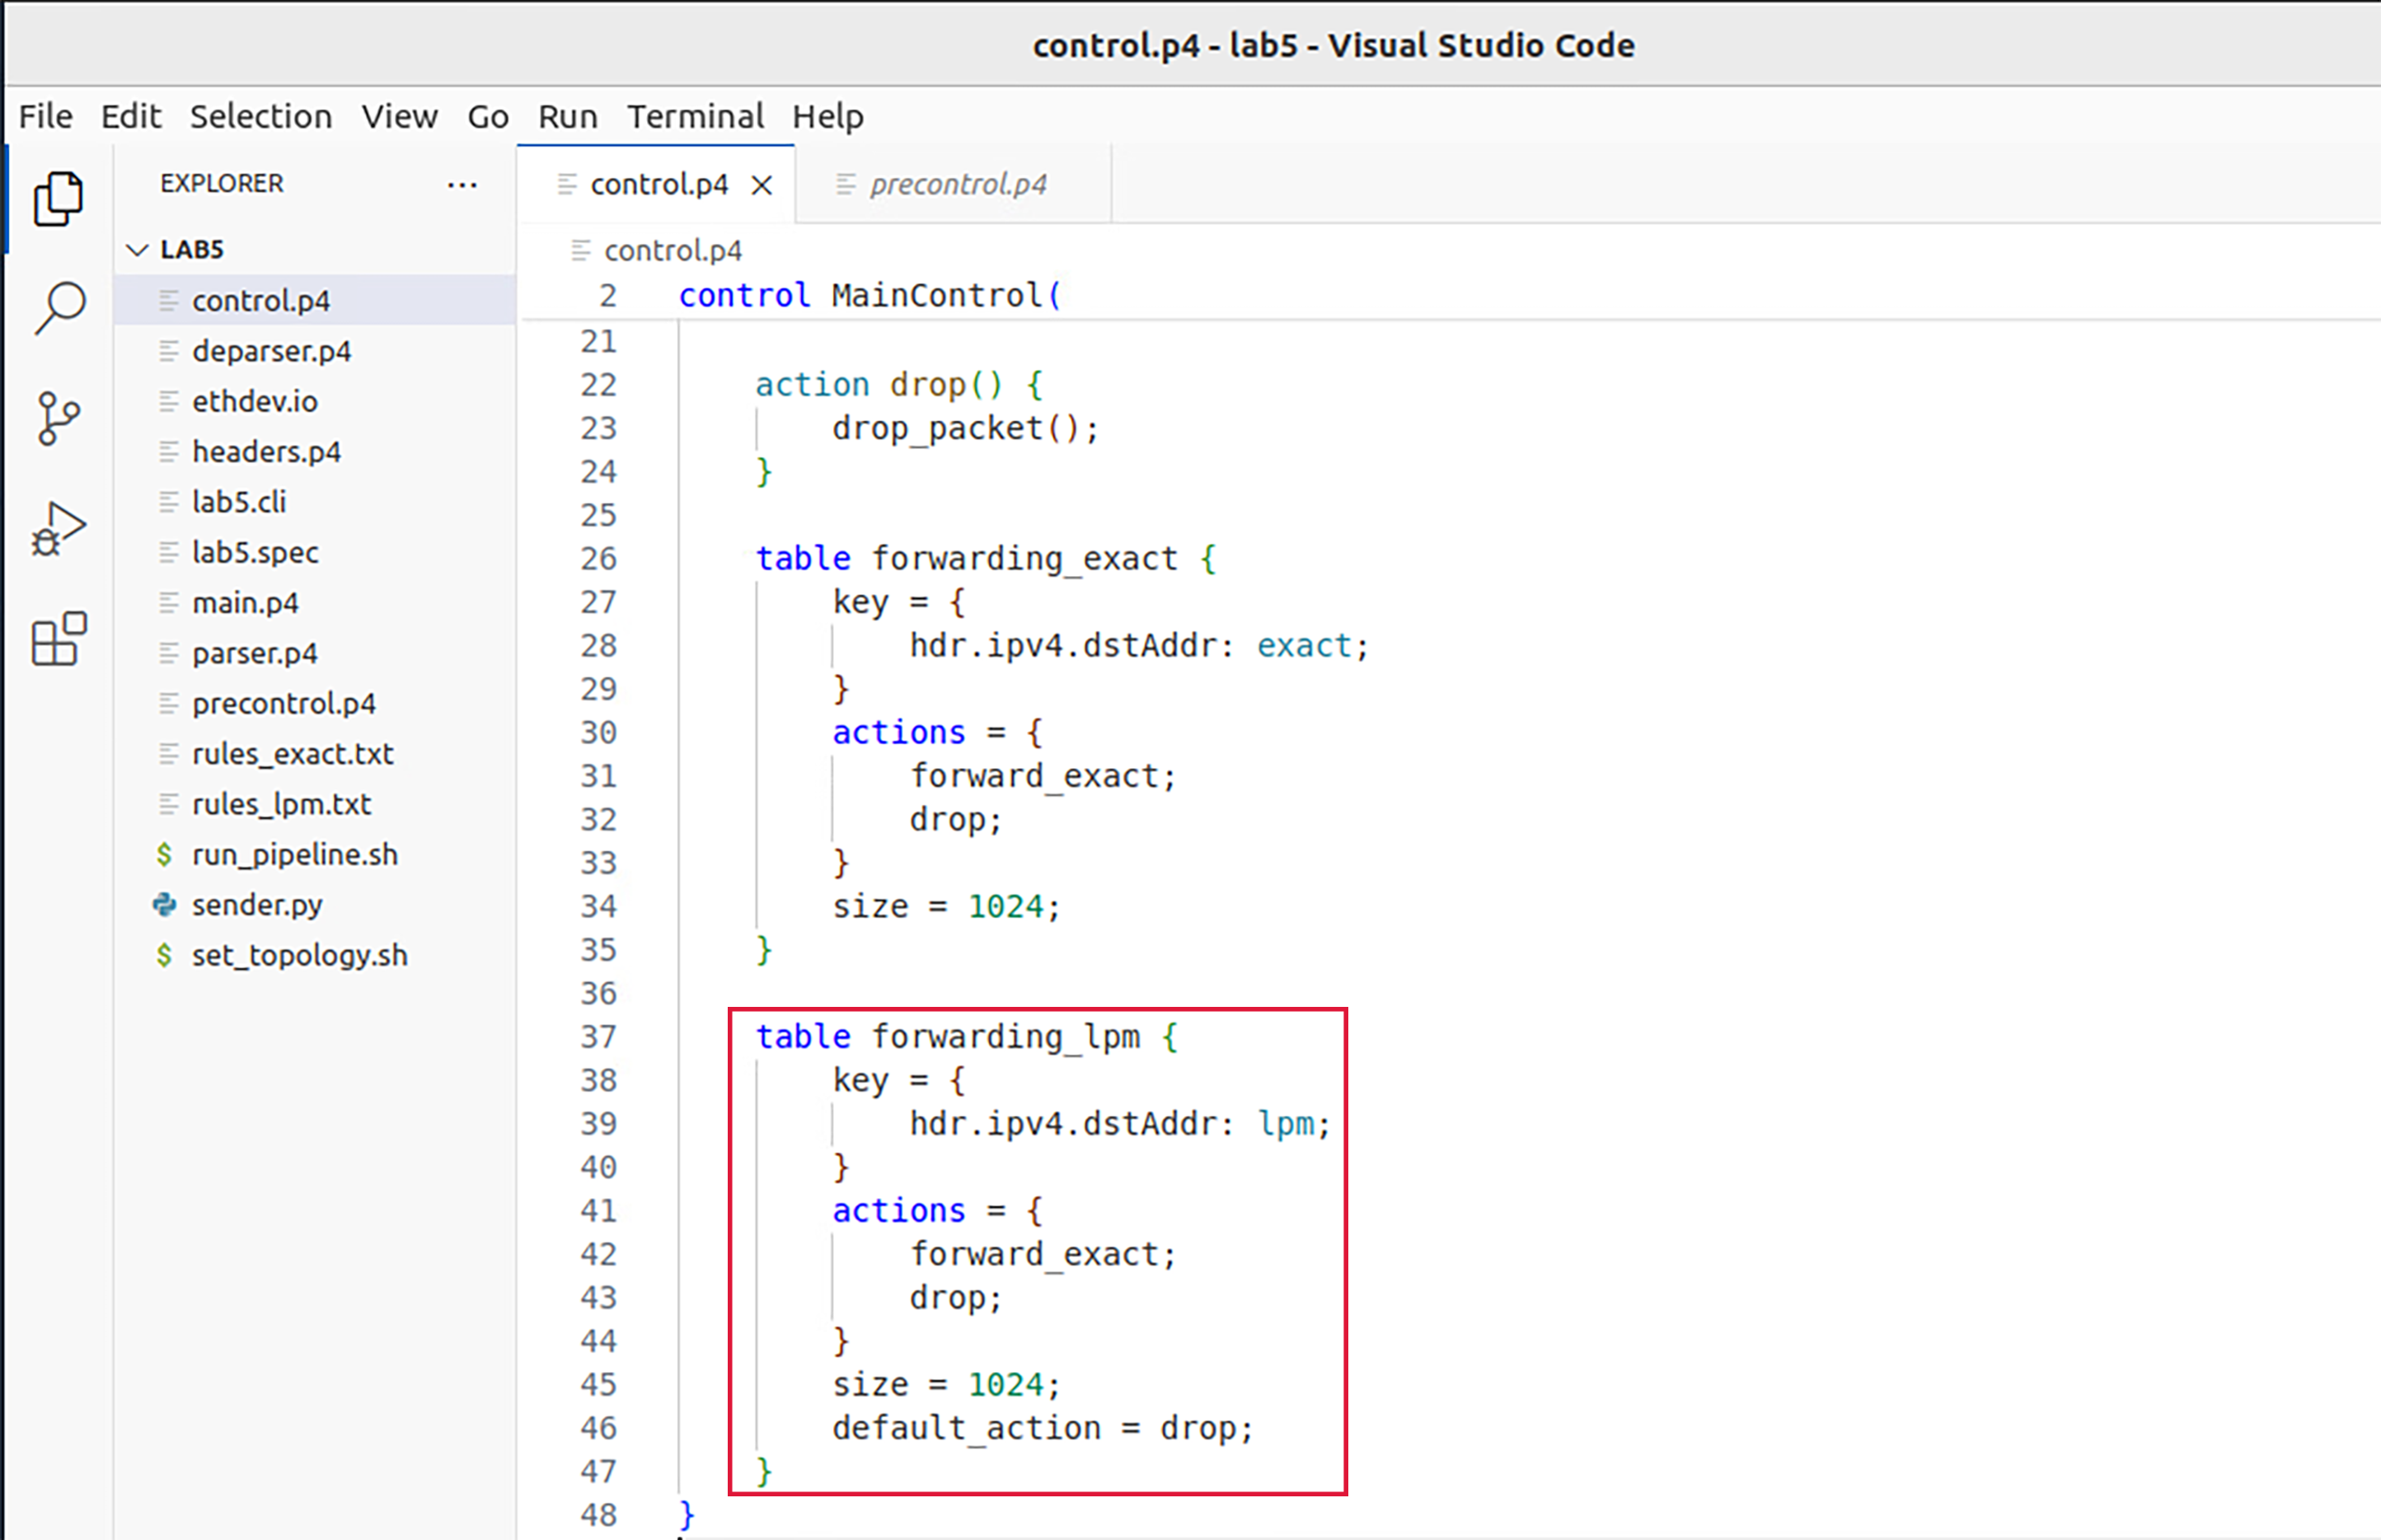 control.p4 - lab5 - Visual Studio Code
File Edit Selection View Go Run Terminal Help
EXPLORER ...
LAB5
control.p4
deparser.p4
ethdev.io
headers.p4
lab5.cli
lab5.spec
main.p4
parser.p4
precontrol.p4
rules_exact.txt
rules_lpm.txt
$ run_pipeline.sh
sender.py
$ set_topology.sh
control.p4 precontrol.p4
control.p4
2 control MainControl(
21
22 action drop() {
23 drop_packet();
24 }
25
26 table forwarding_exact {
27 key = {
28 hdr.ipv4.dstAddr: exact;
29 }
30 actions = {
31 forward_exact;
32 drop;
33 }
34 size = 1024;
35 }
36
37 table forwarding_lpm {
38 key = {
39 hdr.ipv4.dstAddr: lpm;
40 }
41 actions = {
42 forward_exact;
43 drop;
44 }
45 size = 1024;
46 default_action = drop;
47 }
48 }